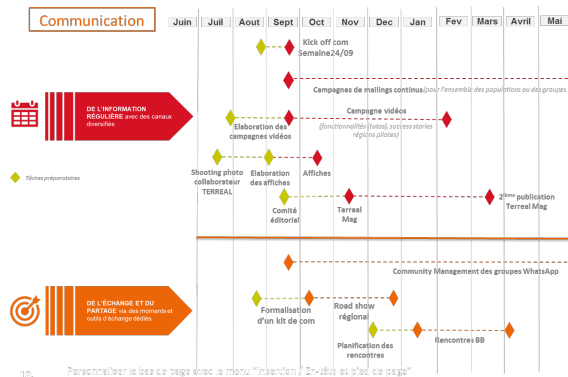 Communication
Juin Juil Aout Sept Oct Nov Dec Jan Fev Mars Avril Mai
Kick off com
Semaine24/09
Campagnes de mailings continus (pour l'ensemble des populations ou des groupes
DE L'INFORMATION
RÉGULIÈRE avec des canaux
diversifiés
Campagne vidéos
Elaboration des
campagnes vidéos
(fonctionnalités (tutos), success stories
régions pilotes)
Tâches préparatoires
Shooting photo
collaborateur
TERREAL
Elaboration
des affiches
Affiches
Comité
éditorial
Terreal
Mag
2ième publication
Terreal Mag
Community Management des groupes WhatsApp
DE L'ÉCHANGE ET DU
PARTAGE via des moments et
outils d'échange dédiés
Formalisation
d'un kit de com
Road show
régional
Planification des
rencontres
Rencontres BB
Personnaliser le bas de page avec le menu "Insertion / En-tête et pied de page"